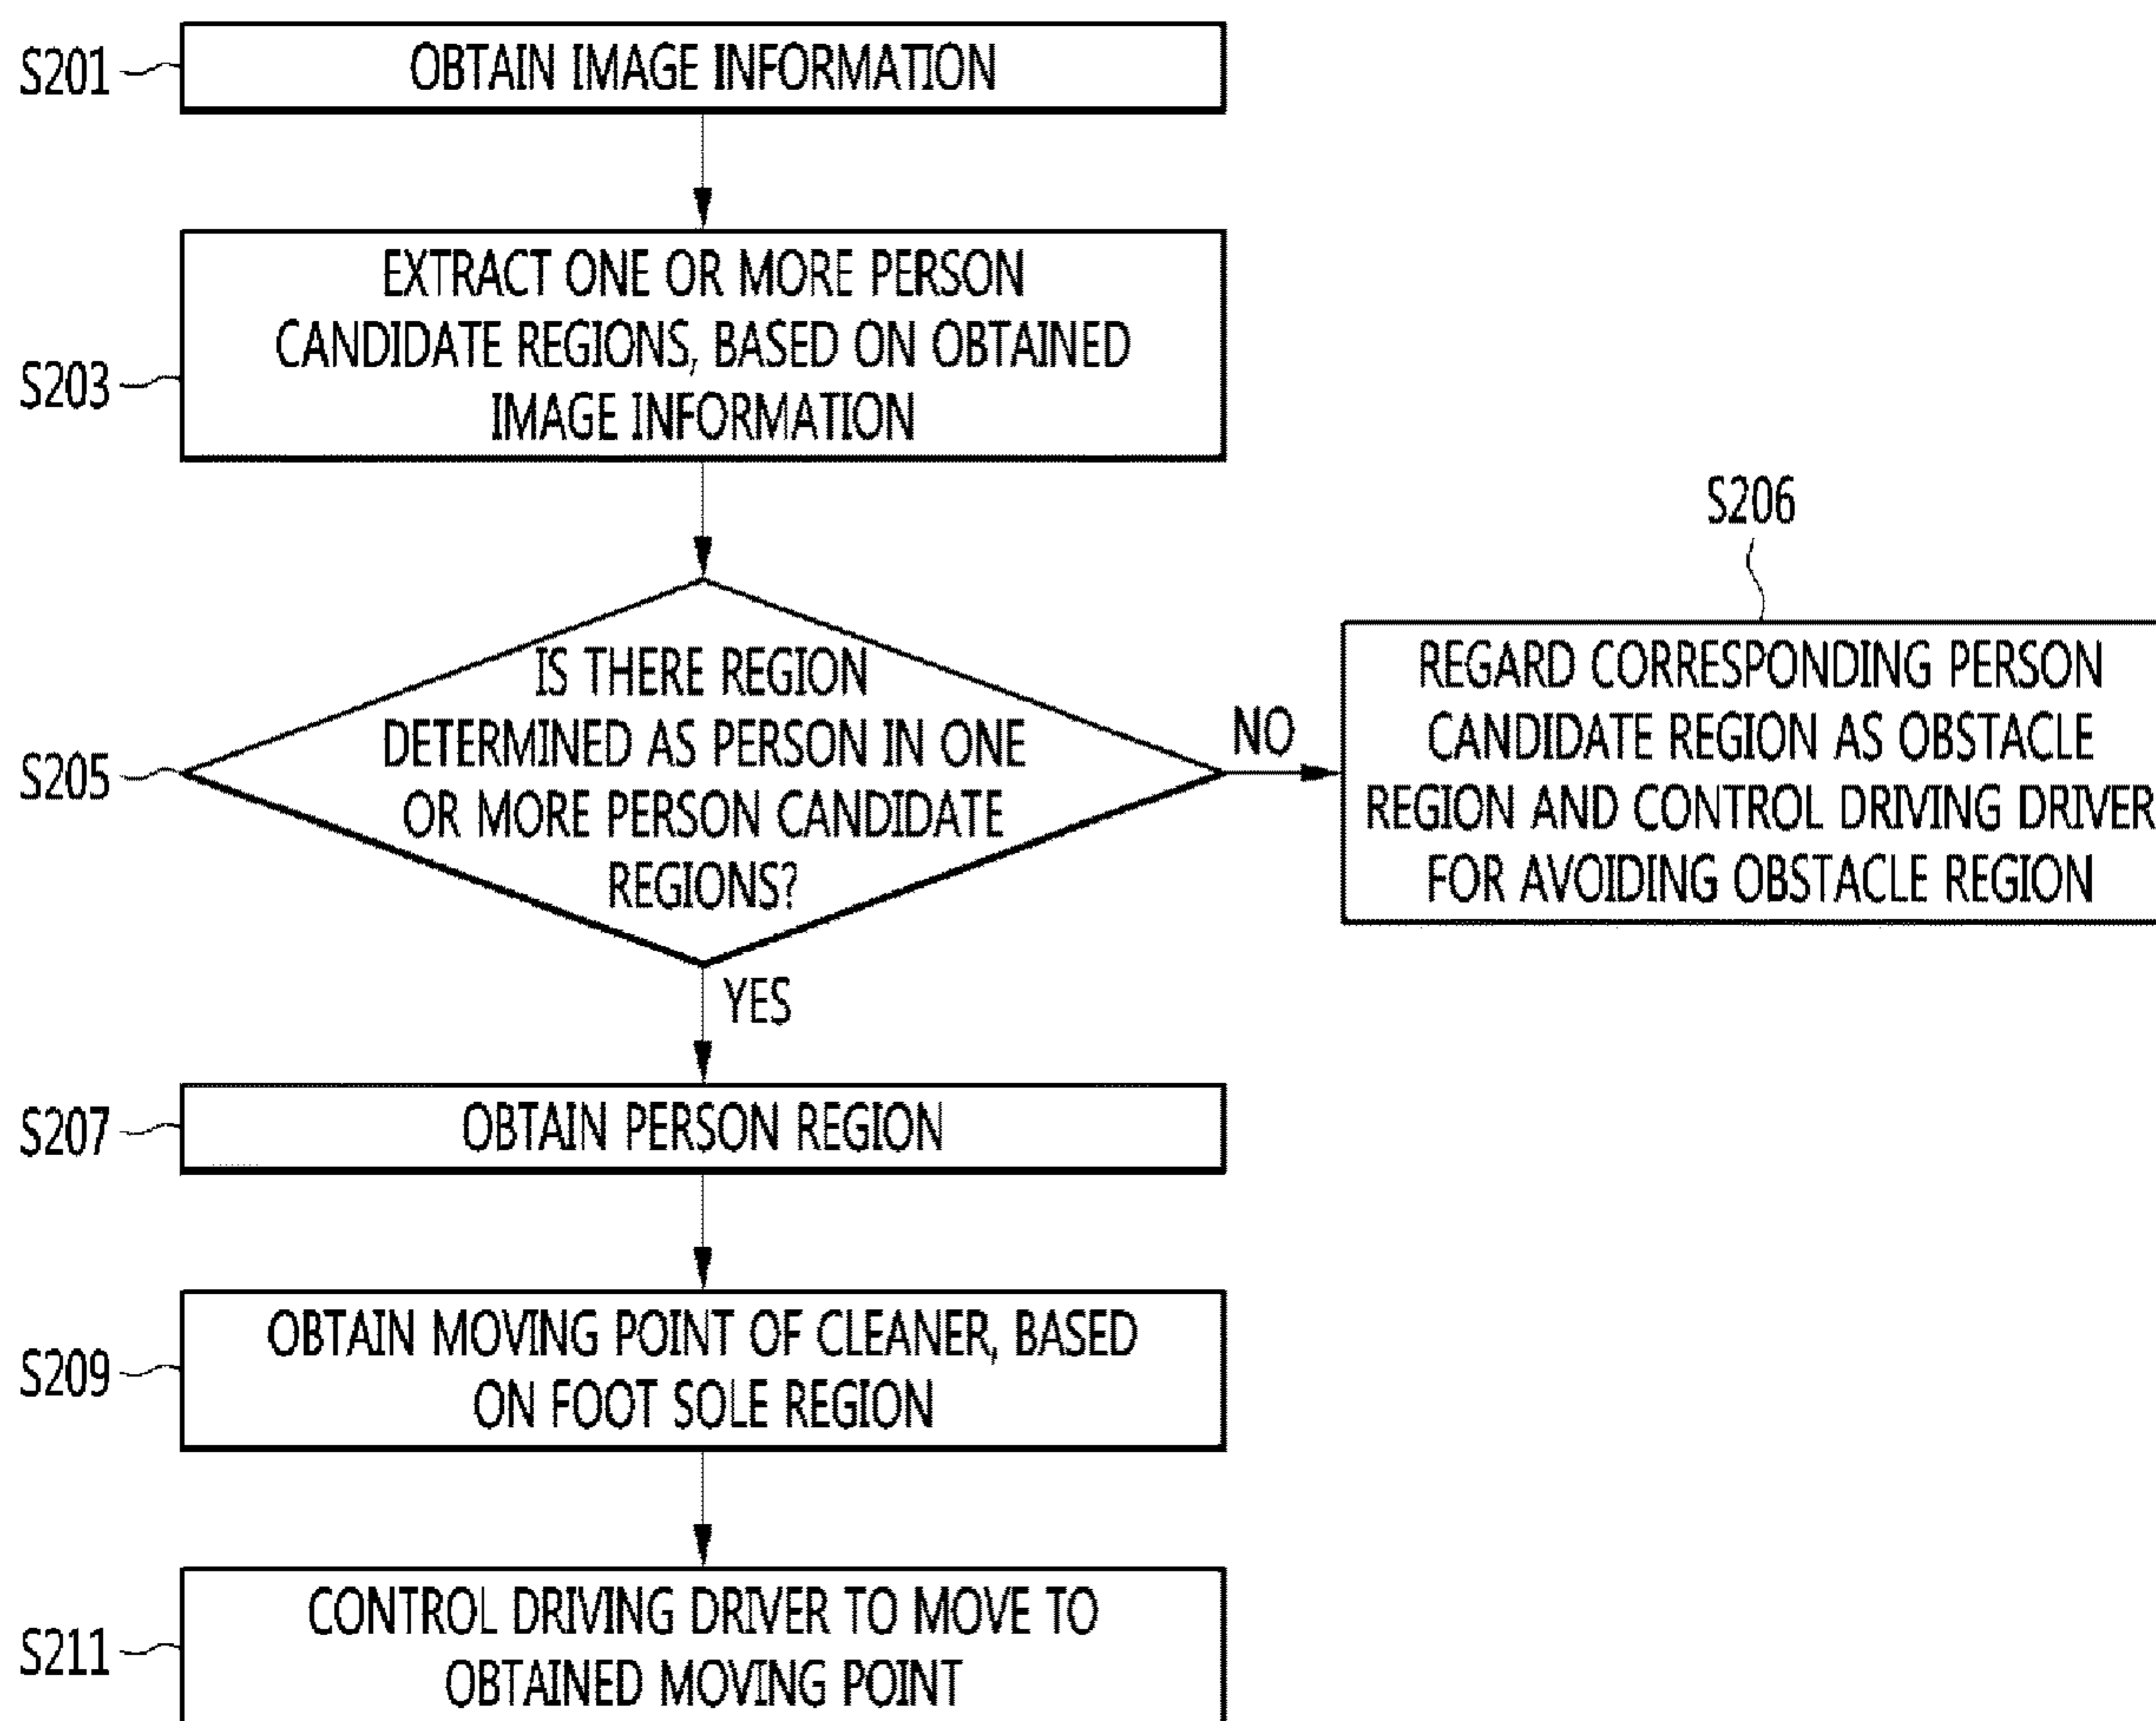 S201
OBTAIN IMAGE INFORMATION
S203
EXTRACT ONE OR MORE PERSON
CANDIDATE REGIONS, BASED ON OBTAINED
IMAGE INFORMATION
S205
IS THERE REGION
DETERMINED AS PERSON IN ONE
OR MORE PERSON CANDIDATE
REGIONS?
NO
S206
REGARD CORRESPONDING PERSON
CANDIDATE REGION AS OBSTACLE
REGION AND CONTROL DRIVING DRIVER
FOR AVOIDING OBSTACLE REGION
YES
S207
OBTAIN PERSON REGION
S209
OBTAIN MOVING POINT OF CLEANER, BASED
ON FOOT SOLE REGION
S211
CONTROL DRIVING DRIVER TO MOVE TO
OBTAINED MOVING POINT